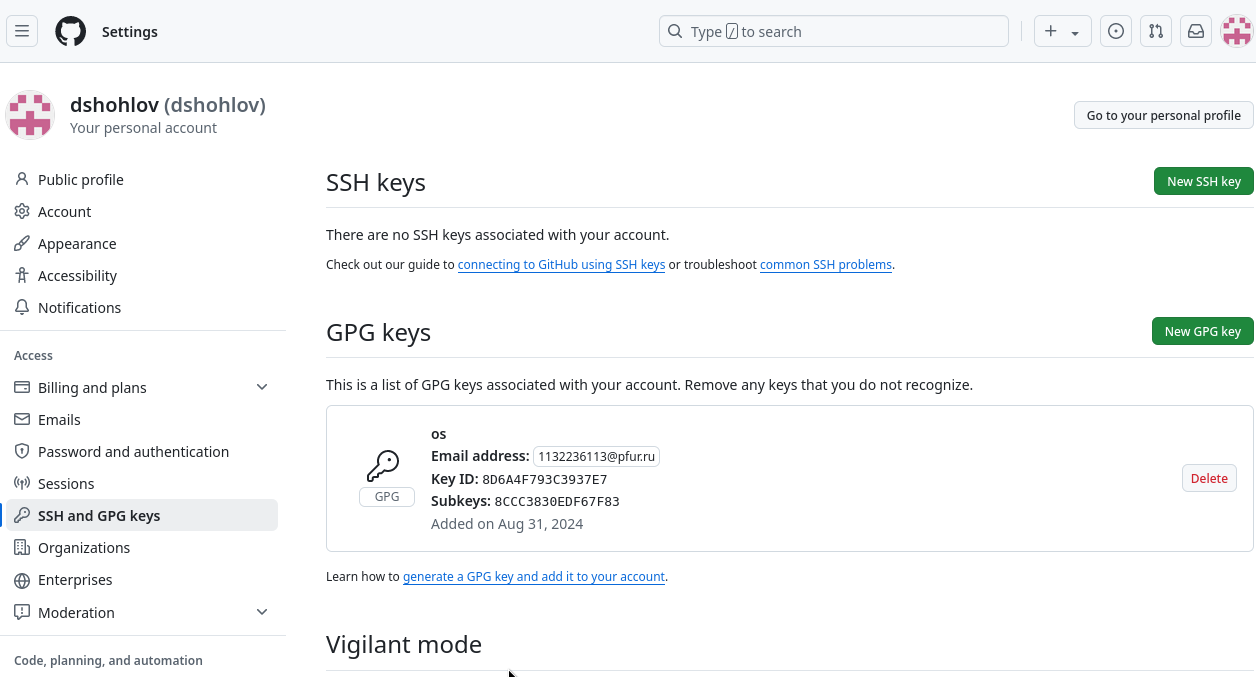 Settings
Type / to search
dshohlov (dshohlov)
Your personal account
Go to your personal profile
Public profile
Account
Appearance
Accessibility
Notifications
Access
Billing and plans
Emails
Password and authentication
Sessions
SSH and GPG keys
Organizations
Enterprises
Moderation
Code, planning, and automation
SSH keys
New SSH key
There are no SSH keys associated with your account.
Check out our guide to connecting to GitHub using SSH keys or troubleshoot common SSH problems.
GPG keys
New GPG key
This is a list of GPG keys associated with your account. Remove any keys that you do not recognize.
os
Email address: 1132236113@pfur.ru
Key ID: 8D6A4F793C3937E7
Subkeys: 8CCC3830EDF67F83
Added on Aug 31, 2024
GPG
Delete
Learn how to generate a GPG key and add it to your account.
Vigilant mode